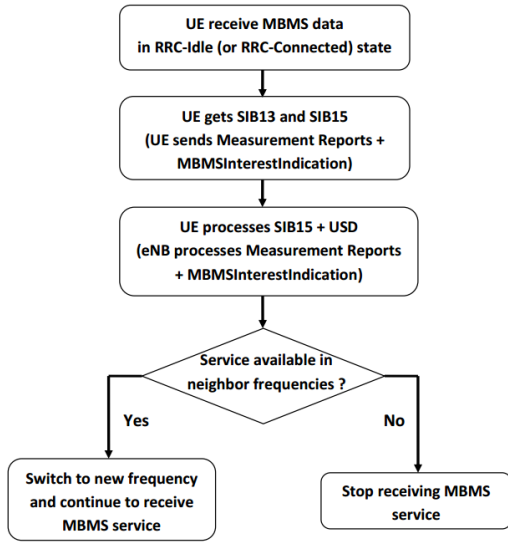 UE receive MBMS data
in RRC-Idle (or RRC-Connected) state
UE gets SIB13 and SIB15
(UE sends Measurement Reports +
MBMSInterestIndication)
UE processes SIB15 + USD
(eNB processes Measurement Reports
+ MBMSInterestIndication)
Service available in
neighbor frequencies ?
Yes
No
Switch to new frequency
and continue to receive
MBMS service
Stop receiving MBMS
service